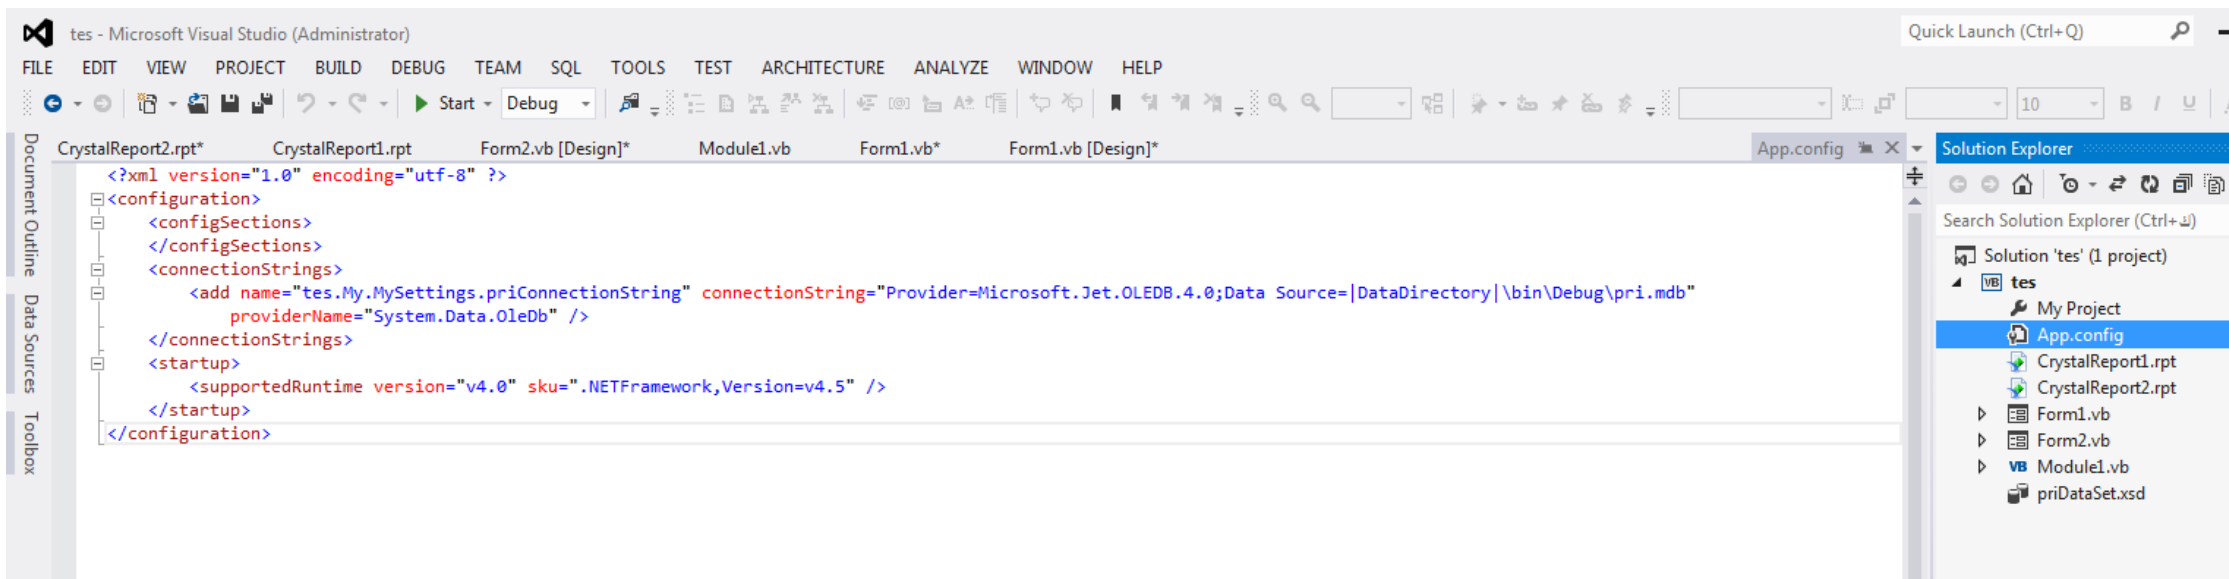 tes - Microsoft Visual Studio (Administrator)
Quick Launch (Ctrl+Q)
FILE EDIT VIEW PROJECT BUILD DEBUG TEAM SQL TOOLS TEST ARCHITECTURE ANALYZE WINDOW HELP
Start Debug 10 B I U
CrystalReport2.rpt* CrystalReport1.rpt Form2.vb [Design]* Module1.vb Form1.vb* Form1.vb [Design]* App.config
Document Outline
Data Sources
Toolbox
<?xml version="1.0" encoding="utf-8" ?>
<configuration>
<configSections>
</configSections>
<connectionStrings>
<add name="tes.My.MySettings.priConnectionString" connectionString="Provider=Microsoft.Jet.OLEDB.4.0;Data Source=|DataDirectory|\bin\Debug\pri.mdb"
providerName="System.Data.OleDb" />
</connectionStrings>
<startup>
<supportedRuntime version="v4.0" sku=".NETFramework,Version=v4.5" />
</startup>
</configuration>
Solution Explorer
Search Solution Explorer (Ctrl+ك)
Solution 'tes' (1 project)
VB tes
My Project
App.config
CrystalReport1.rpt
CrystalReport2.rpt
Form1.vb
Form2.vb
VB Module1.vb
priDataSet.xsd